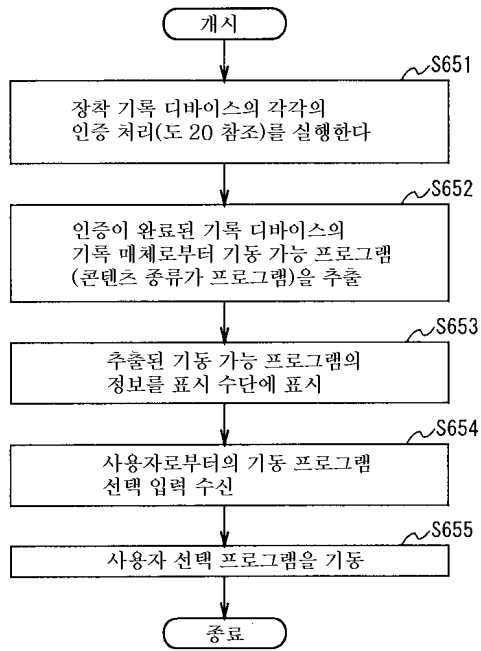 개시
S651
장착 기록 디바이스의 각각의
인증 처리(도 20 참조)를 실행한다
S652
인증이 완료된 기록 디바이스의
기록 매체로부터 기동 가능 프로그램
(콘텐츠 종류가 프로그램)을 추출
S653
추출된 기동 가능 프로그램의
정보를 표시 수단에 표시
S654
사용자로부터의 기동 프로그램
선택 입력 수신
S655
사용자 선택 프로그램을 기동
종료